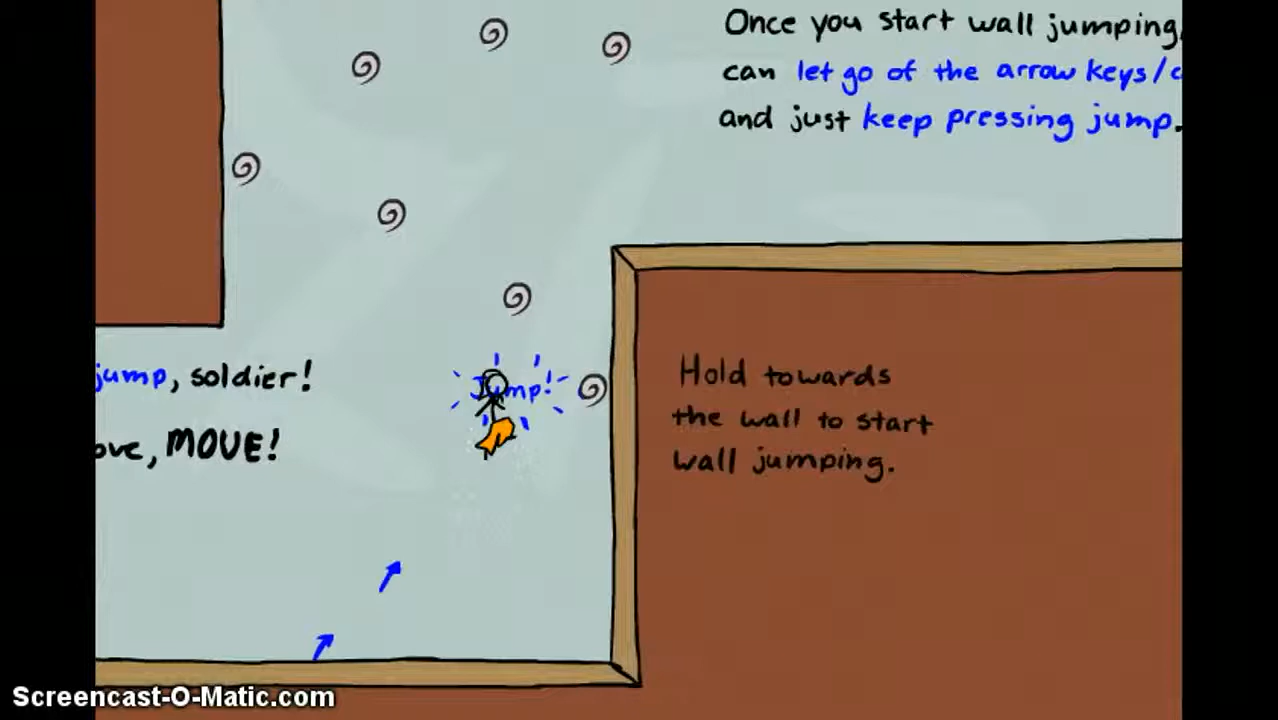 Once you start wall jumping,
can let go of the arrow keys/c
and just keep pressing jump.
jump, soldier!
Jump!
ove, MOVE!
Hold towards
the wall to start
wall jumping.
Screencast-O-Matic.com